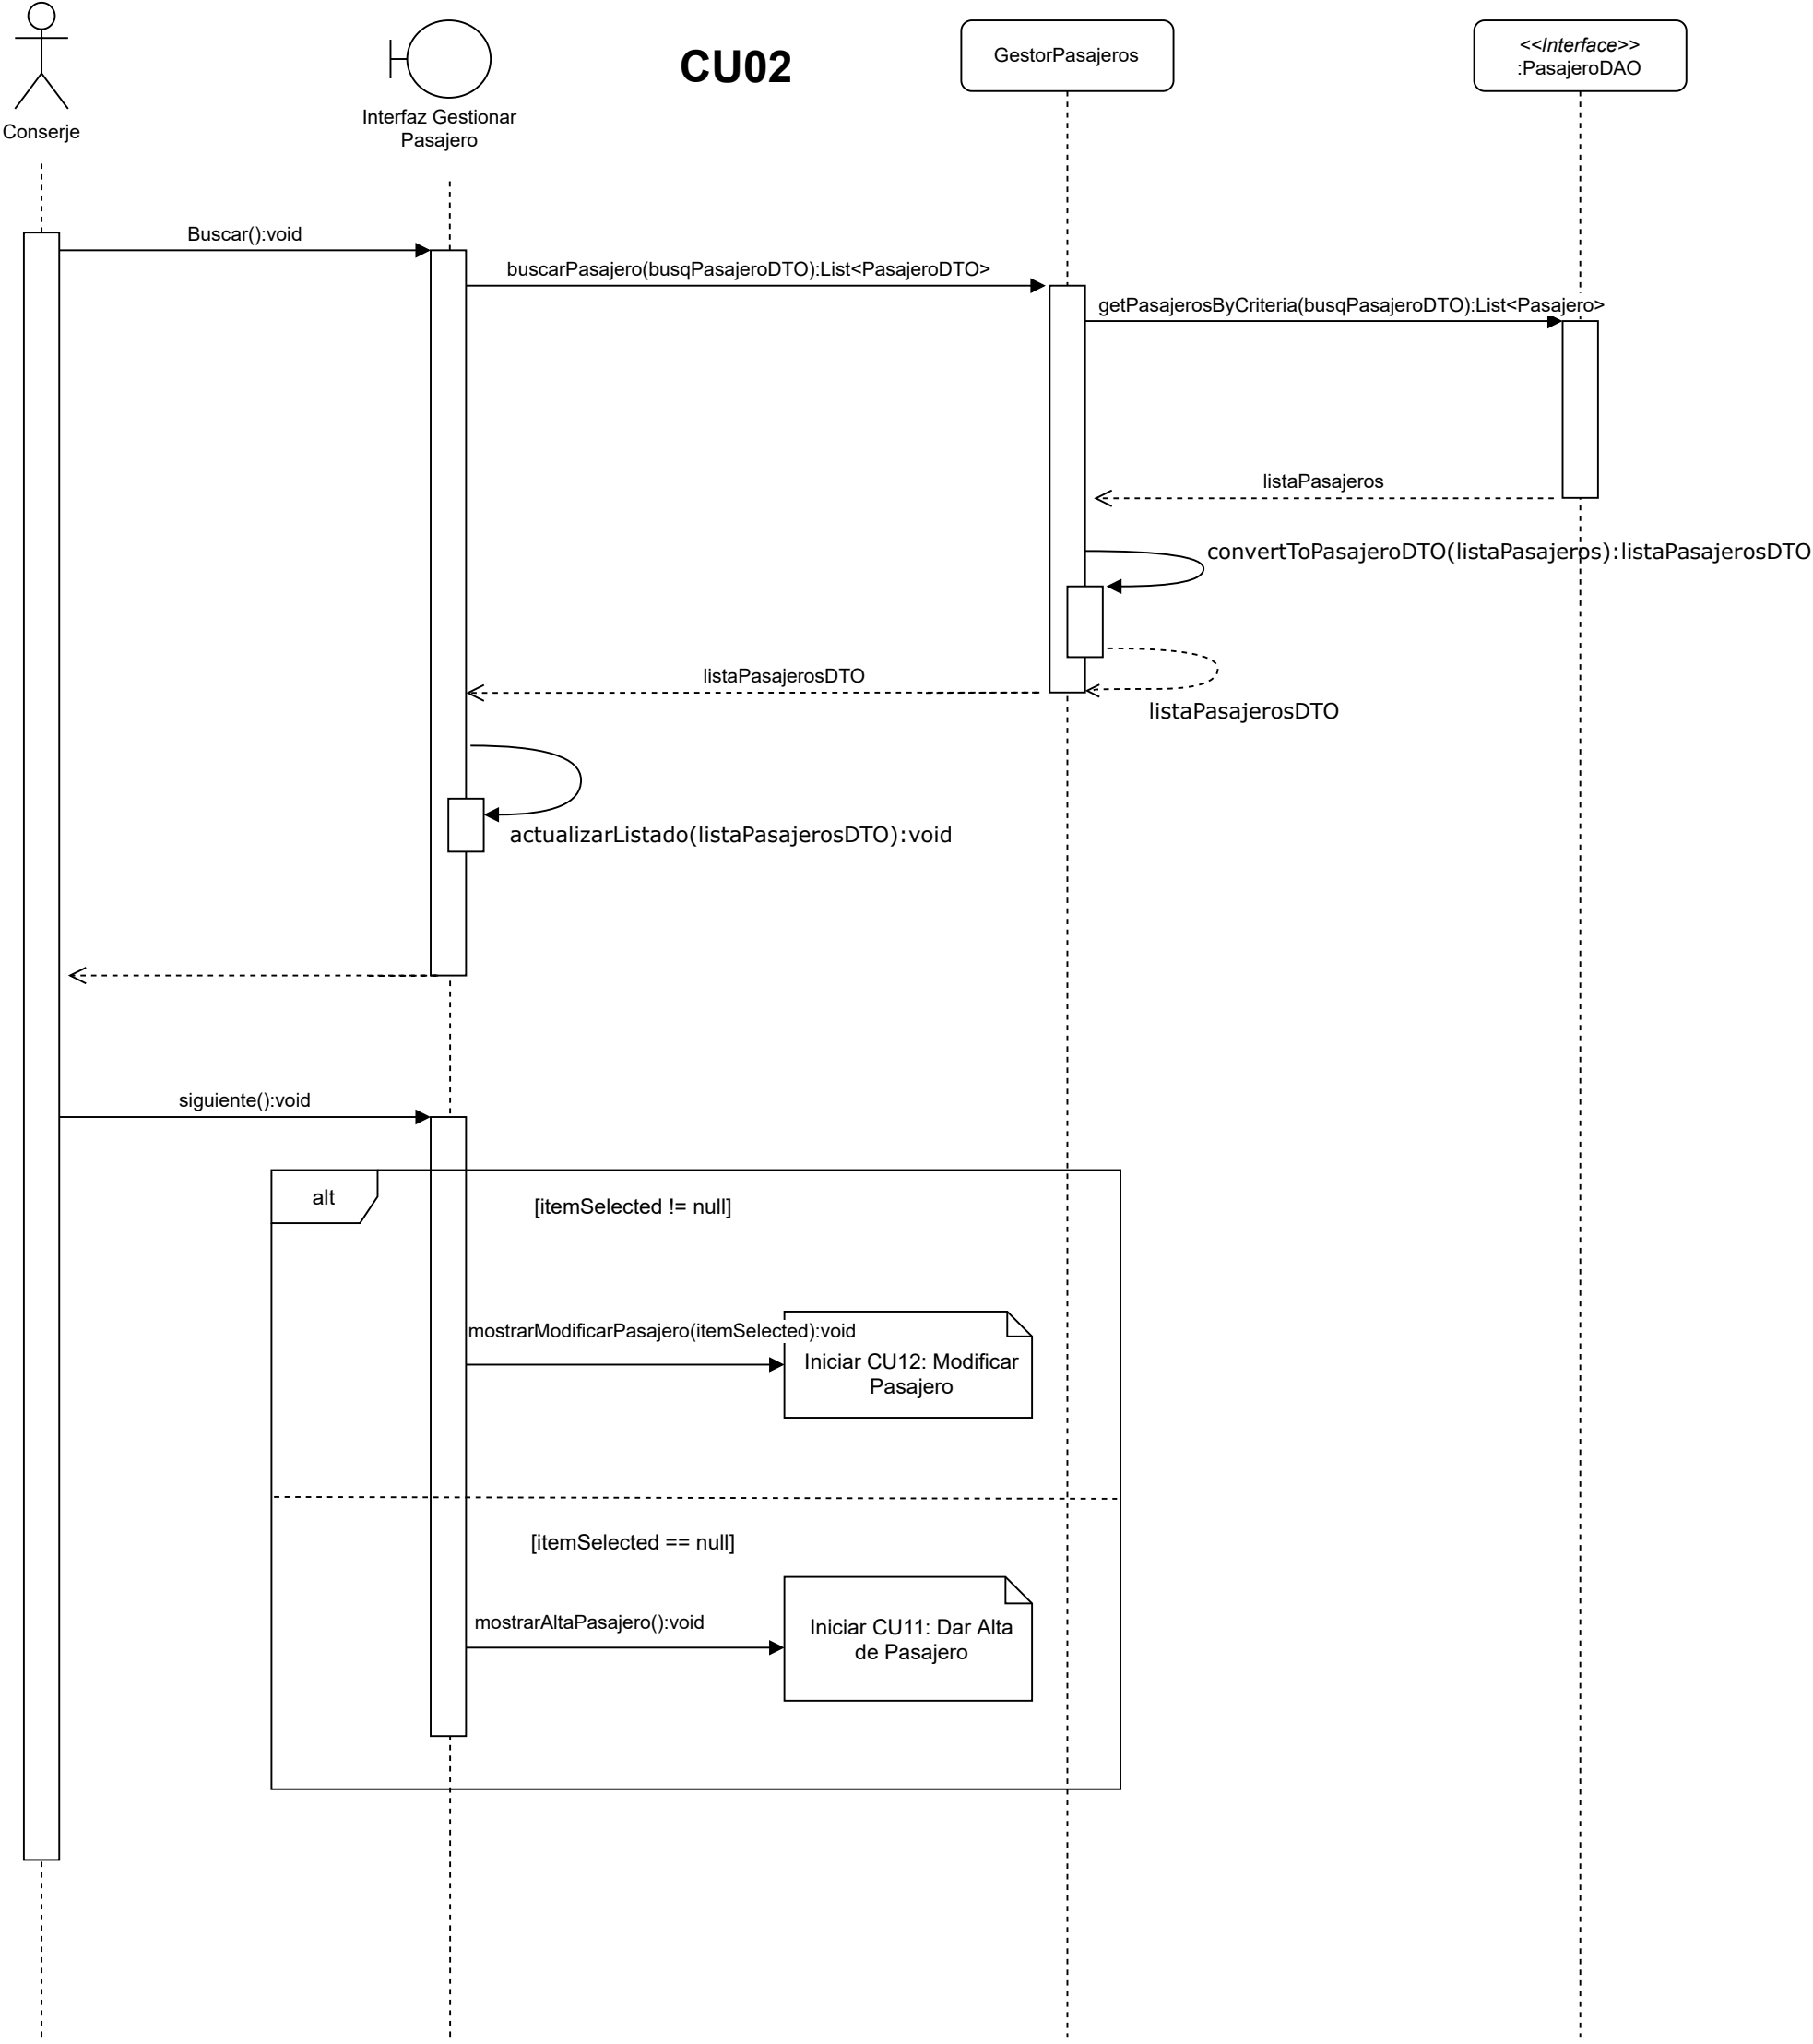 Conserje
Interfaz Gestionar
Pasajero
CU02
GestorPasajeros
<<Interface>>
:PasajeroDAO
Buscar():void
buscarPasajero(busqPasajeroDTO):List<PasajeroDTO>
getPasajerosByCriteria(busqPasajeroDTO):List<Pasajero>
listaPasajeros
convertToPasajeroDTO(listaPasajeros):listaPasajerosDTO
listaPasajerosDTO
listaPasajerosDTO
actualizarListado(listaPasajerosDTO):void
siguiente():void
alt
[itemSelected != null]
mostrarModificarPasajero(itemSelected):void
Iniciar CU12: Modificar
Pasajero
[itemSelected == null]
mostrarAltaPasajero():void
Iniciar CU11: Dar Alta
de Pasajero